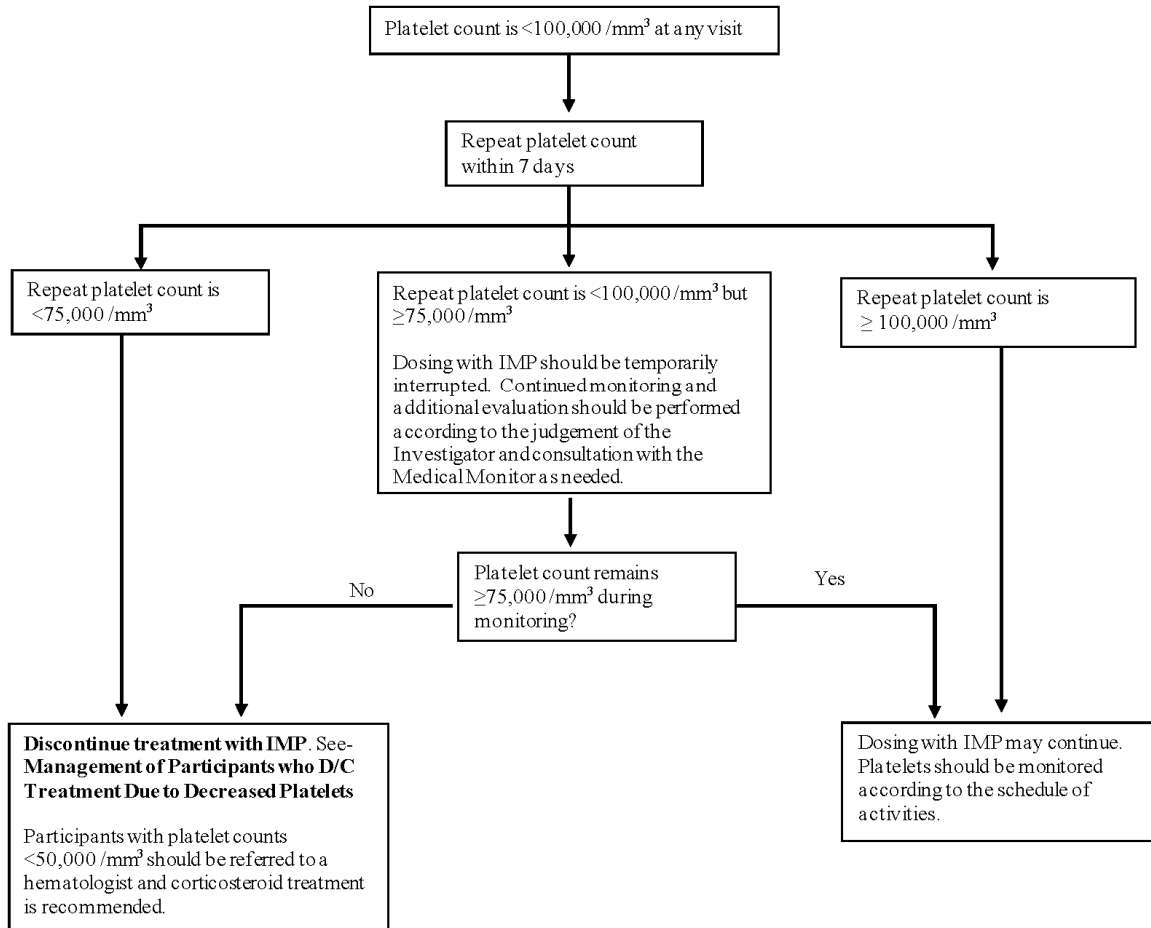 Platelet count is <100,000 /mm³ at any visit
Repeat platelet count
within 7 days
Repeat platelet count is
<75,000 /mm³
Repeat platelet count is <100,000 /mm³ but
≥75,000/mm³
Dosing with IMP should be temporarily
interrupted. Continued monitoring and
additional evaluation should be performed
according to the judgement of the
Investigator and consultation with the
Medical Monitor as needed.
Repeat platelet count is
≥ 100,000 /mm³
Platelet count remains
≥75,000/mm³ during
monitoring?
No
Yes
Discontinue treatment with IMP. See-
Management of Participants who D/C
Treatment Due to Decreased Platelets
Participants with platelet counts
<50,000 /mm³ should be referred to a
hematologist and corticosteroid treatment
is recommended.
Dosing with IMP may continue.
Platelets should be monitored
according to the schedule of
activities.